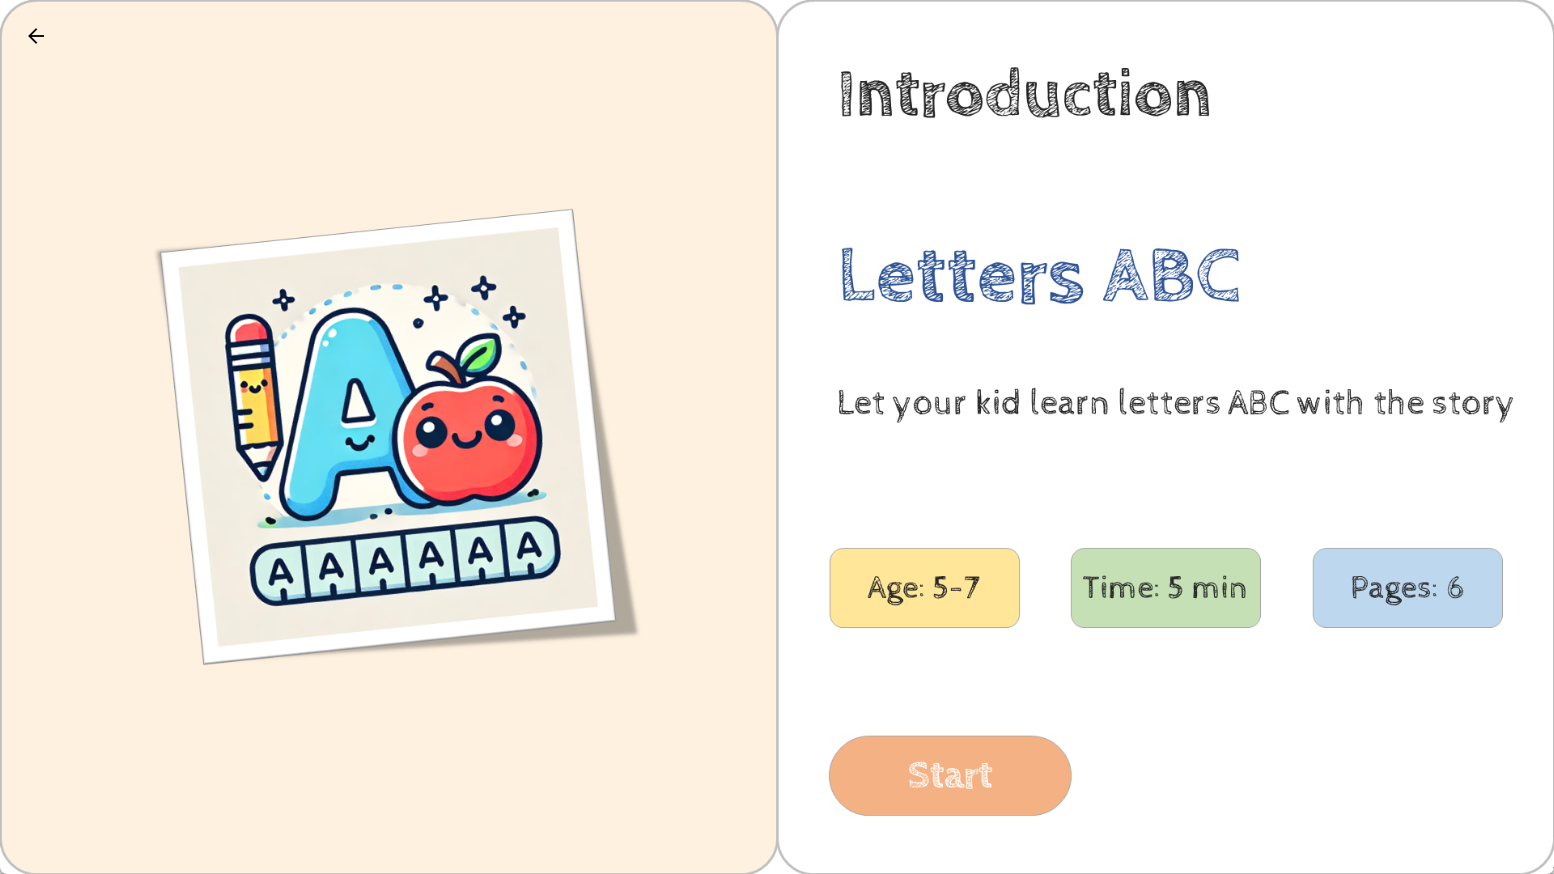 A
A A A A A A
Introduction
Letters ABC
Let your kid learn letters ABC with the story
Age: 5-7
Time: 5 min
Pages: 6
Start